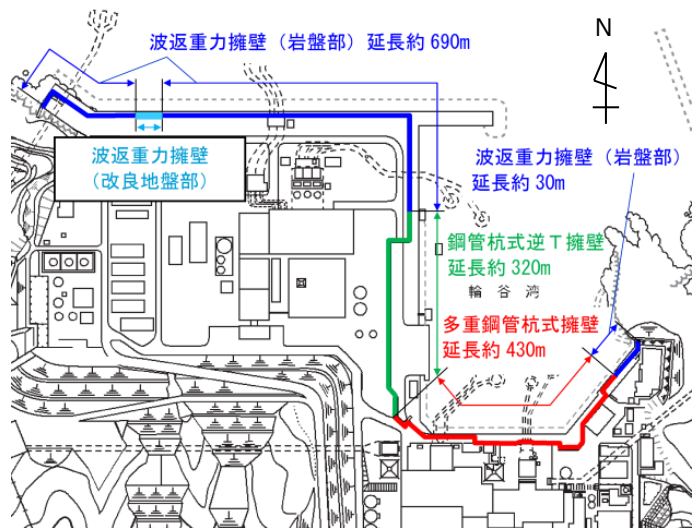 波返重力擁壁（岩盤部）延長約 690m
N
波返重力擁壁
（改良地盤部）
波返重力擁壁（岩盤部）
延長約 30m
鋼管杭式逆Ｔ擁壁
延長約 320m
輪谷湾
多重鋼管杭式擁壁
延長約 430m